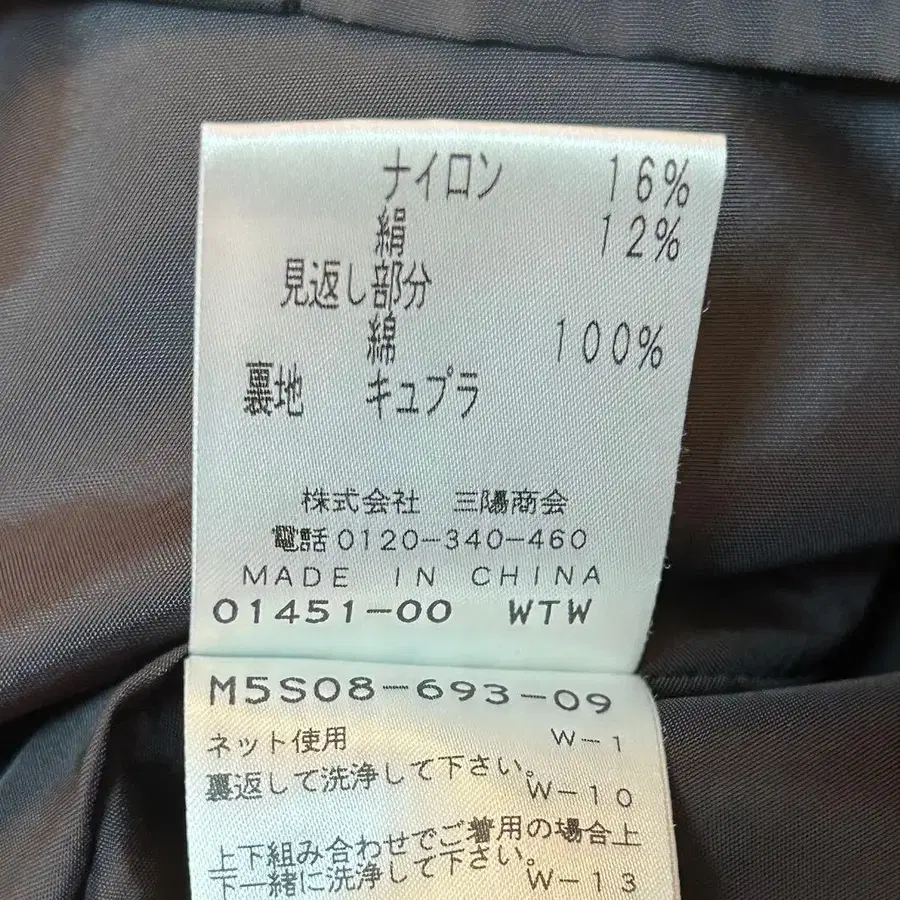 ナイロン 16%
絹 12%
見返し部分
綿 100%
裏地 キュプラ
株式会社 三陽商会
電話0120-340-460
MADE IN CHINA
01451-00 WTW
M5S08-693-09
ネット使用 W-1
裏返して洗浄して下さい。 W-10
上下組み合わせでご着用の場合上
下一緒に洗浄して下さい。 W-13